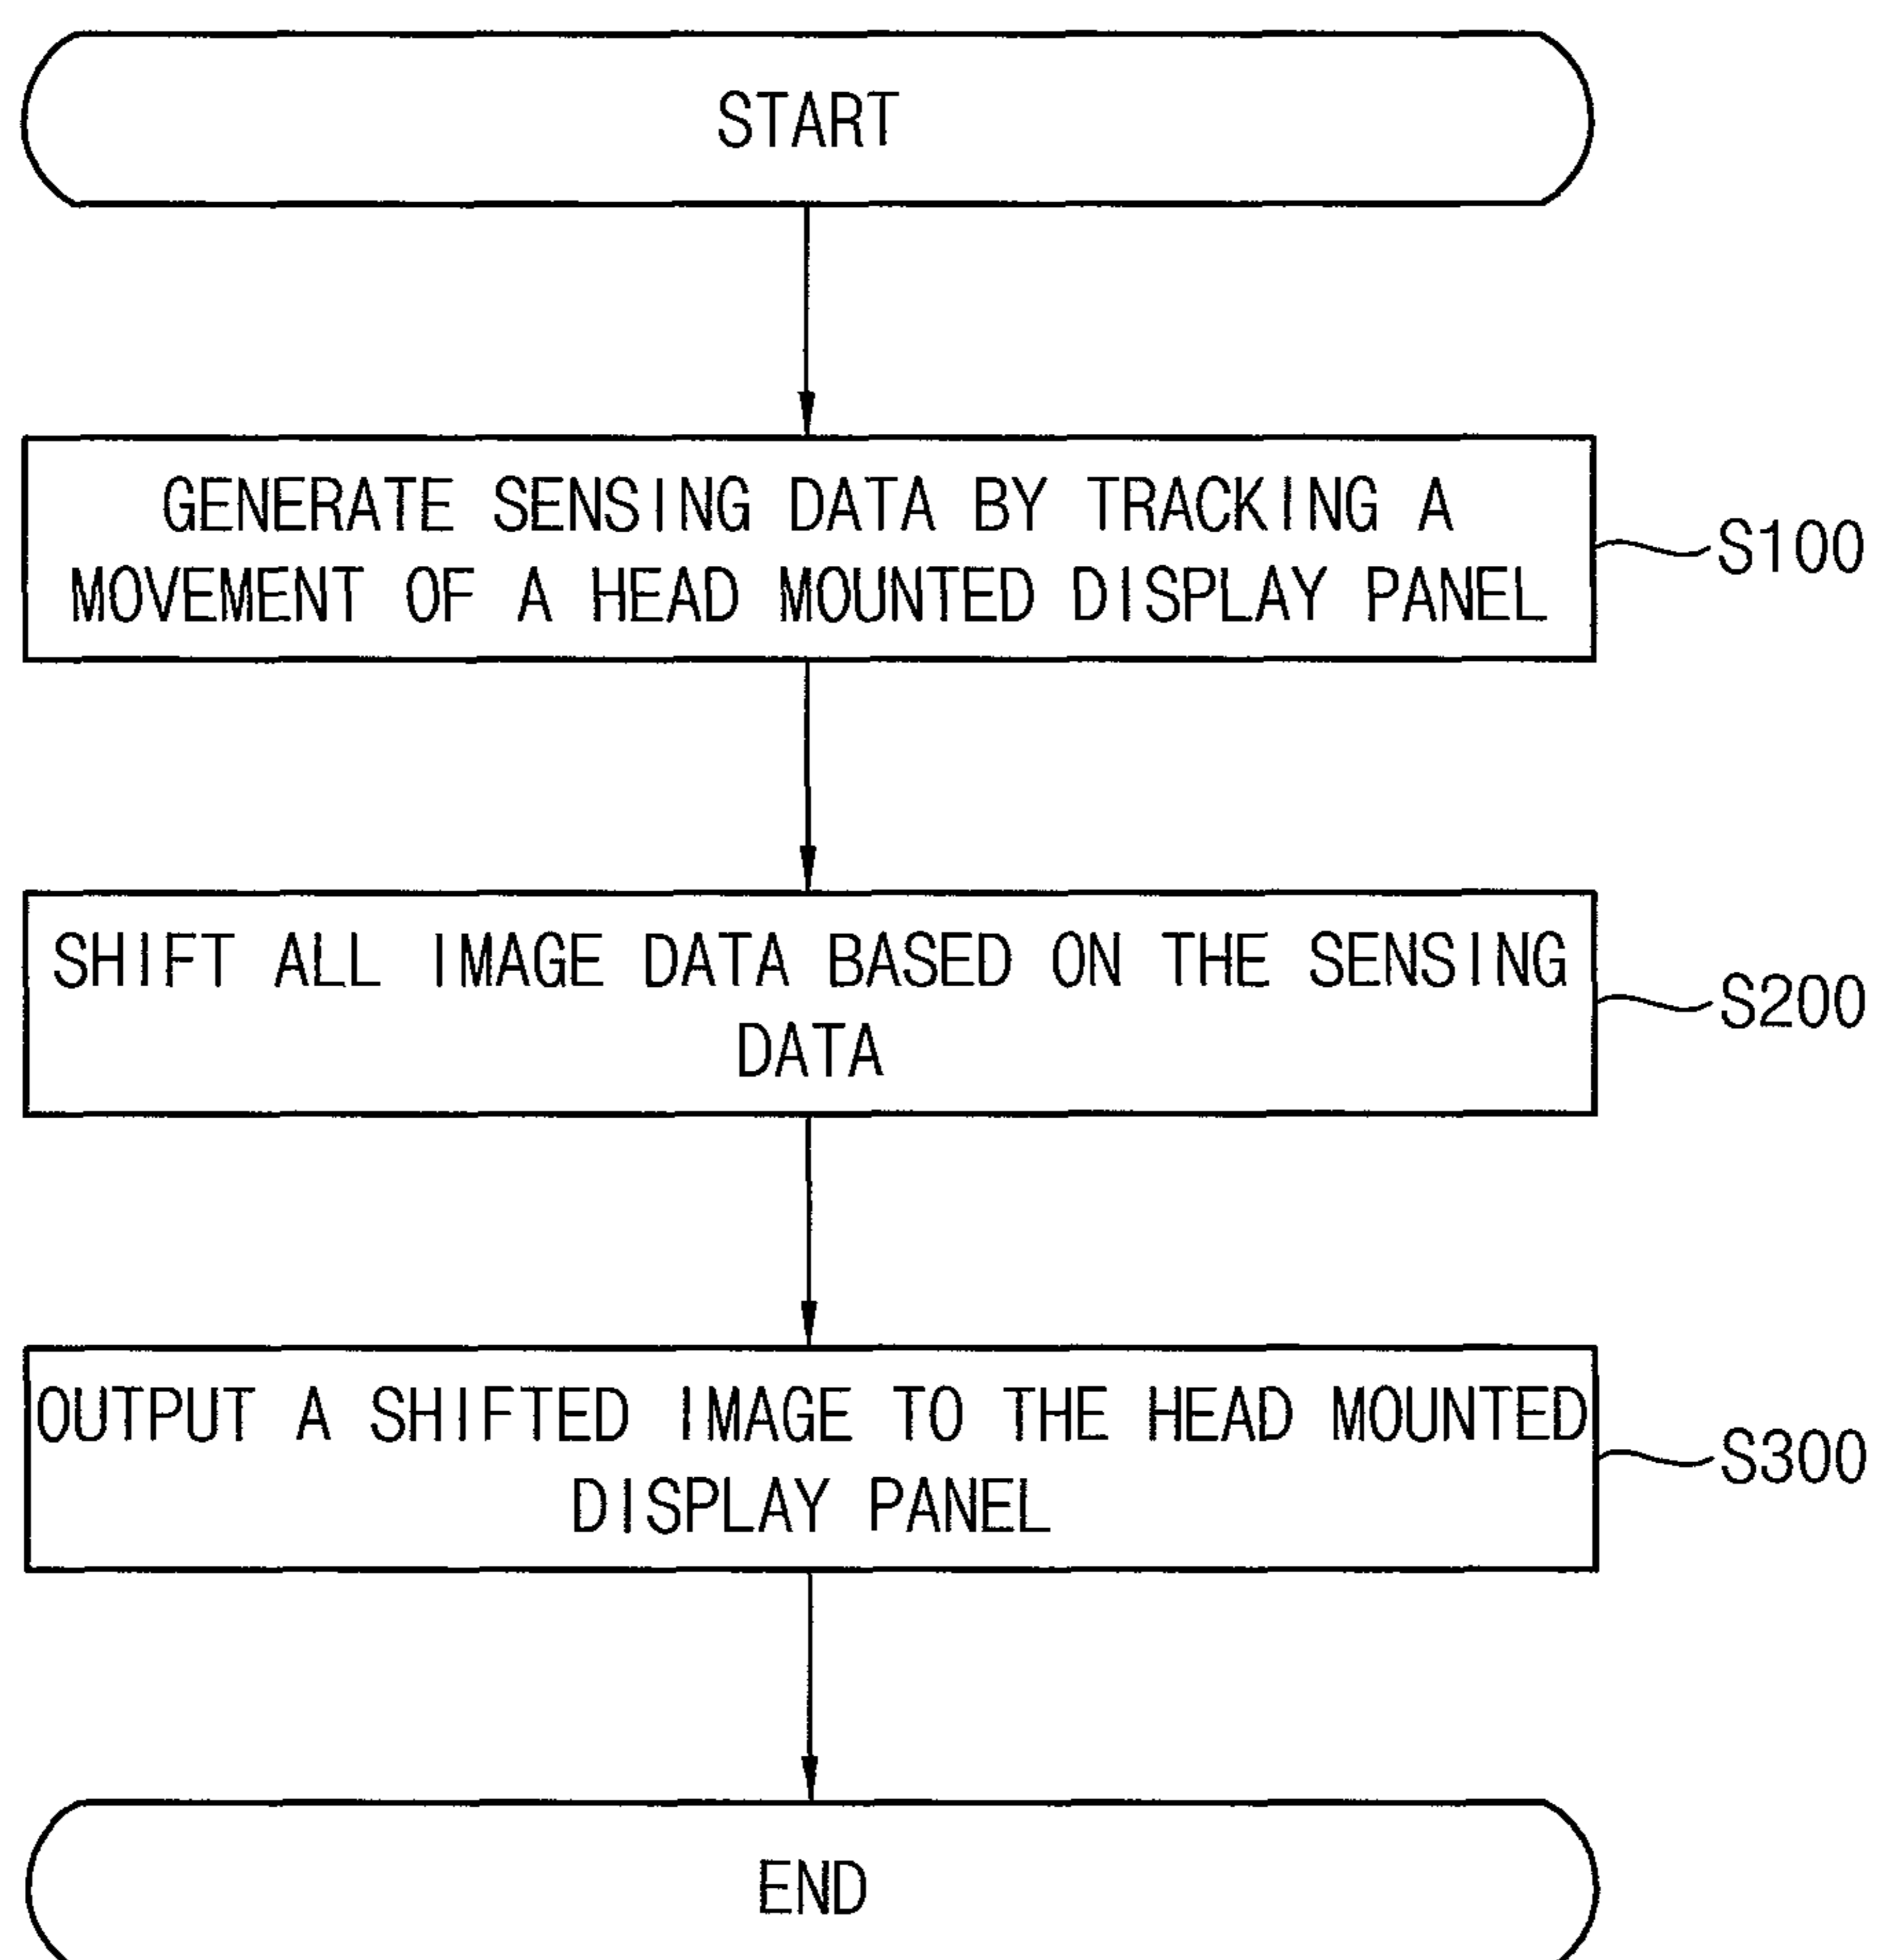 START
GENERATE SENSING DATA BY TRACKING A
MOVEMENT OF A HEAD MOUNTED DISPLAY PANEL
S100
SHIFT ALL IMAGE DATA BASED ON THE SENSING
DATA
S200
OUTPUT A SHIFTED IMAGE TO THE HEAD MOUNTED
DISPLAY PANEL
S300
END